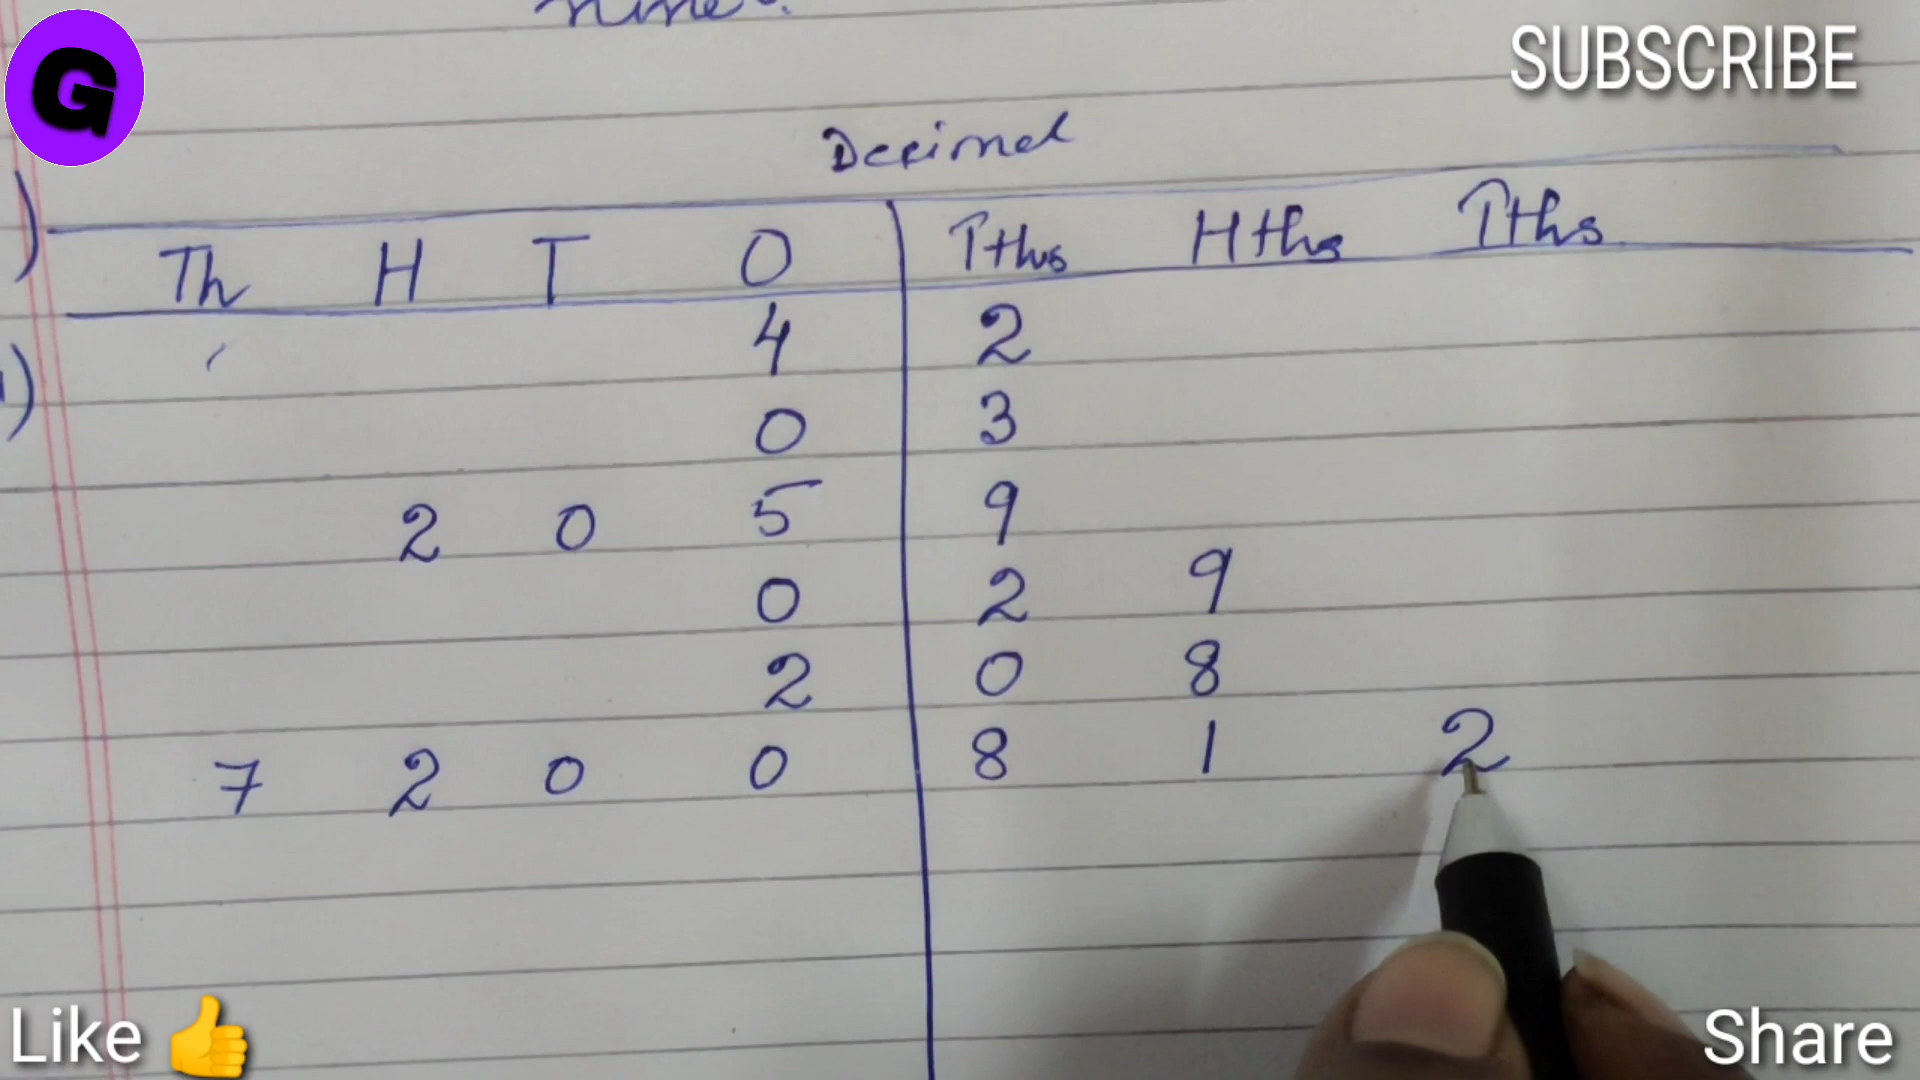 nine.
G
SUBSCRIBE
Decimal
)
Th H T O Tths Hths Tths
4 2
)
0 3
2 0 5 9
0 2 9
2 0 8
7 2 0 0 8 1 2
Like 👍
Share